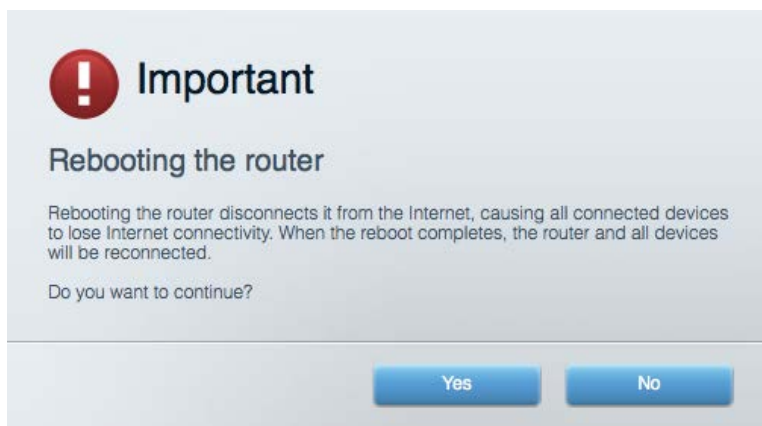 Important
Rebooting the router
Rebooting the router disconnects it from the Internet, causing all connected devices
to lose Internet connectivity. When the reboot completes, the router and all devices
will be reconnected.
Do you want to continue?
Yes No